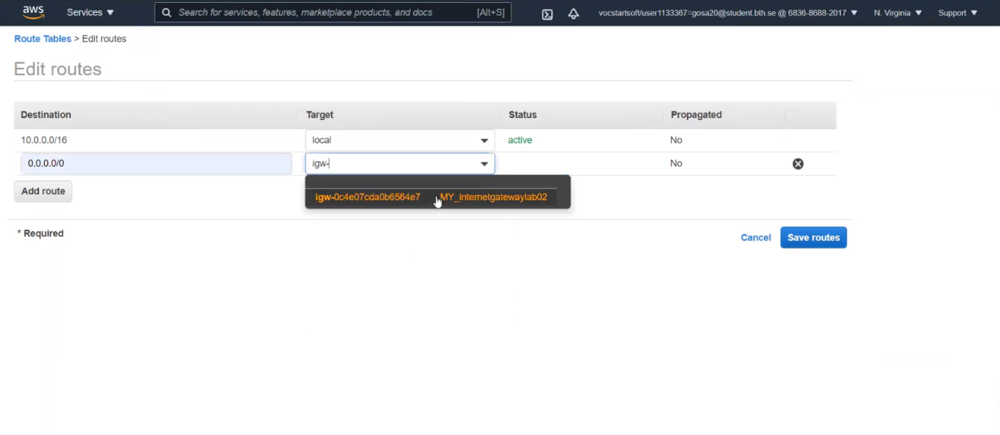 aws Services Search for services, features, marketplace products, and docs [Alt+S] vocstartsoft/user1133367=gosa20@student.bth.se @ 6836-8688-2017 N. Virginia Support
Route Tables > Edit routes
Edit routes
Destination Target Status Propagated
10.0.0.0/16 local active No
0.0.0.0/0 igw- No
Add route
igw-0c4e07cda0b6564e7 MY_internetgatewaylab02
* Required
Cancel Save routes